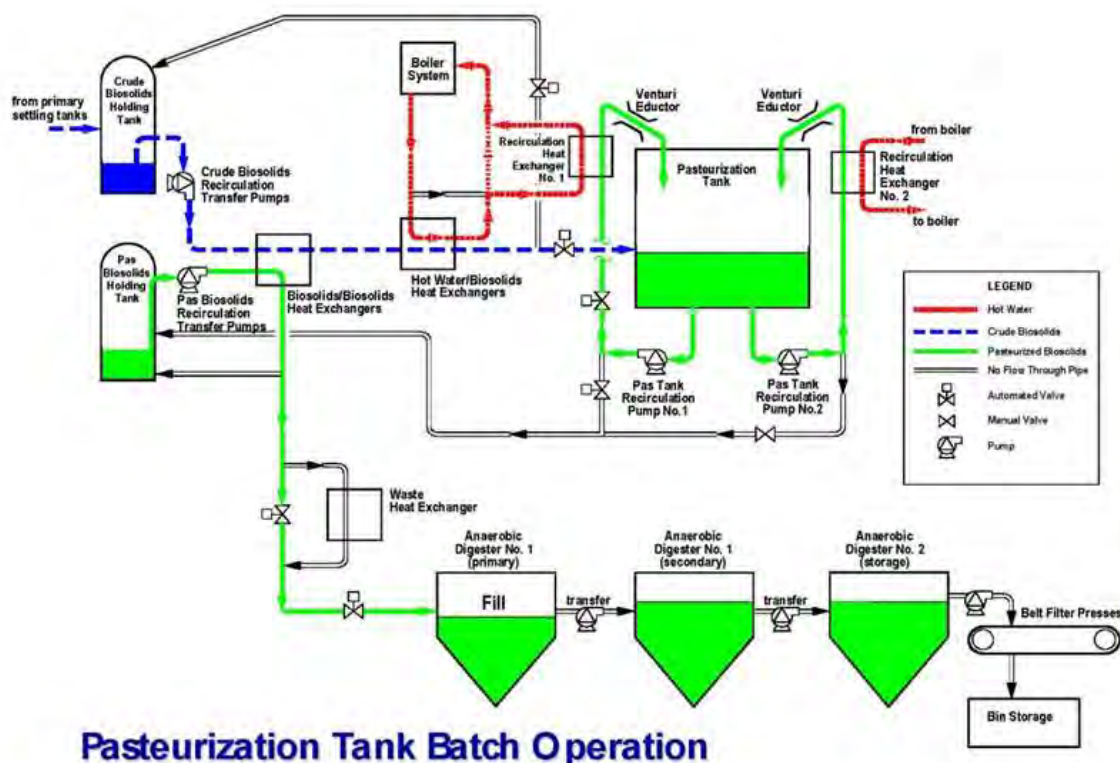 from primary
settling tanks
Crude
Biosolids
Holding
Tank
Crude Biosolids
Recirculation
Transfer Pumps
Boiler
System
Recirculation
Heat
Exchanger
No. 1
Venturi
Eductor
Venturi
Eductor
Pasteurization
Tank
from boiler
Recirculation
Heat
Exchanger
No. 2
to boiler
Pas
Biosolids
Holding
Tank
Pas Biosolids
Recirculation
Transfer Pumps
Biosolids/Biosolids
Heat Exchangers
Hot Water/Biosolids
Heat Exchangers
Pas Tank
Recirculation
Pump No.1
Pas Tank
Recirculation
Pump No.2
LEGEND
Hot Water
Crude Biosolids
Pasteurized Biosolids
No Flow Through Pipe
Automated Valve
Manual Valve
Pump
Waste
Heat Exchanger
Anaerobic
Digester No. 1
(primary)
Fill
transfer
Anaerobic
Digester No. 1
(secondary)
transfer
Anaerobic
Digester No. 2
(storage)
Belt Filter Presses
Bin Storage
Pasteurization Tank Batch Operation